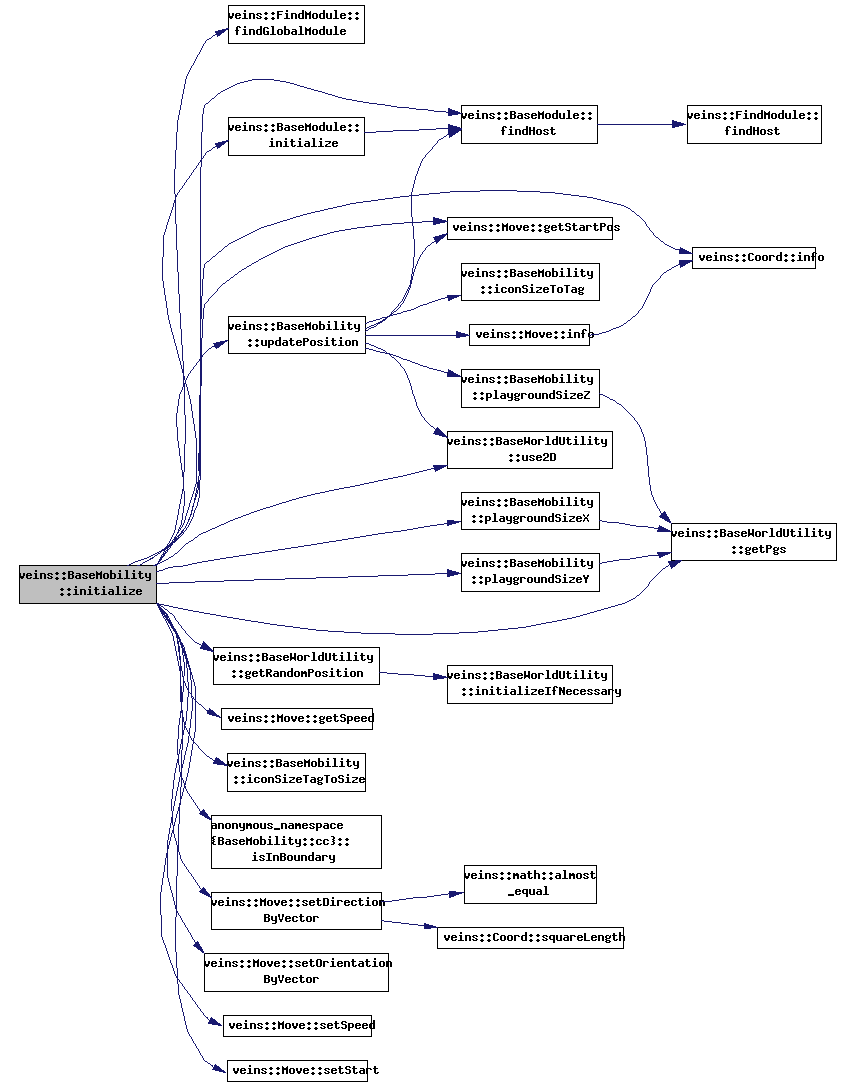 veins::FindModule::
findGlobalModule
veins::BaseModule::
findHost
veins::FindModule::
findHost
veins::BaseModule::
initialize
veins::Move::getStartPos
veins::Coord::info
veins::BaseMobility
::iconSizeToTag
veins::BaseMobility
::updatePosition
veins::Move::info
veins::BaseMobility
::playgroundSizeZ
veins::BaseWorldUtility
::use2D
veins::BaseMobility
::playgroundSizeX
veins::BaseWorldUtility
::getPgs
veins::BaseMobility
::playgroundSizeY
veins::BaseMobility
::initialize
veins::BaseWorldUtility
::getRandomPosition
veins::BaseWorldUtility
::initializeIfNecessary
veins::Move::getSpeed
veins::BaseMobility
::iconSizeTagToSize
anonymous_namespace
{BaseMobility::cc}::
isInBoundary
veins::math::almost
_equal
veins::Move::setDirection
ByVector
veins::Coord::squareLength
veins::Move::setOrientation
ByVector
veins::Move::setSpeed
veins::Move::setStart